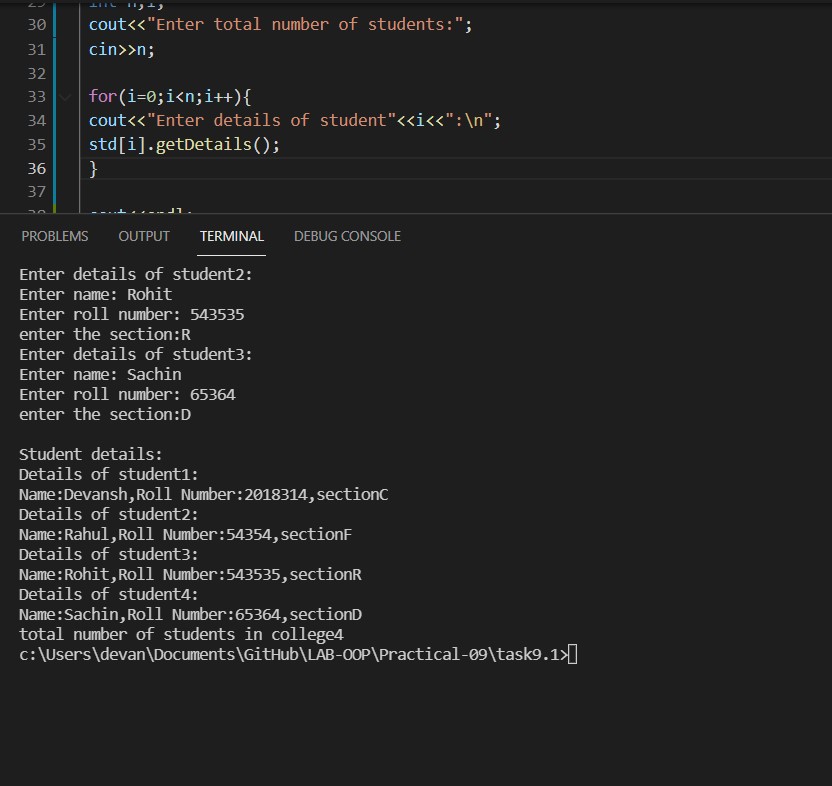 30 cout<<"Enter total number of students:";
31 cin>>n;
32
33 for(i=0;i<n;i++){
34 cout<<"Enter details of student"<<i<<":\n";
35 std[i].getDetails();
36 }
37
PROBLEMS OUTPUT TERMINAL DEBUG CONSOLE
Enter details of student2:
Enter name: Rohit
Enter roll number: 543535
enter the section:R
Enter details of student3:
Enter name: Sachin
Enter roll number: 65364
enter the section:D
Student details:
Details of student1:
Name:Devansh,Roll Number:2018314,sectionC
Details of student2:
Name:Rahul,Roll Number:54354,sectionF
Details of student3:
Name:Rohit,Roll Number:543535,sectionR
Details of student4:
Name:Sachin,Roll Number:65364,sectionD
total number of students in college4
c:\Users\devan\Documents\GitHub\LAB-OOP\Practical-09\task9.1>